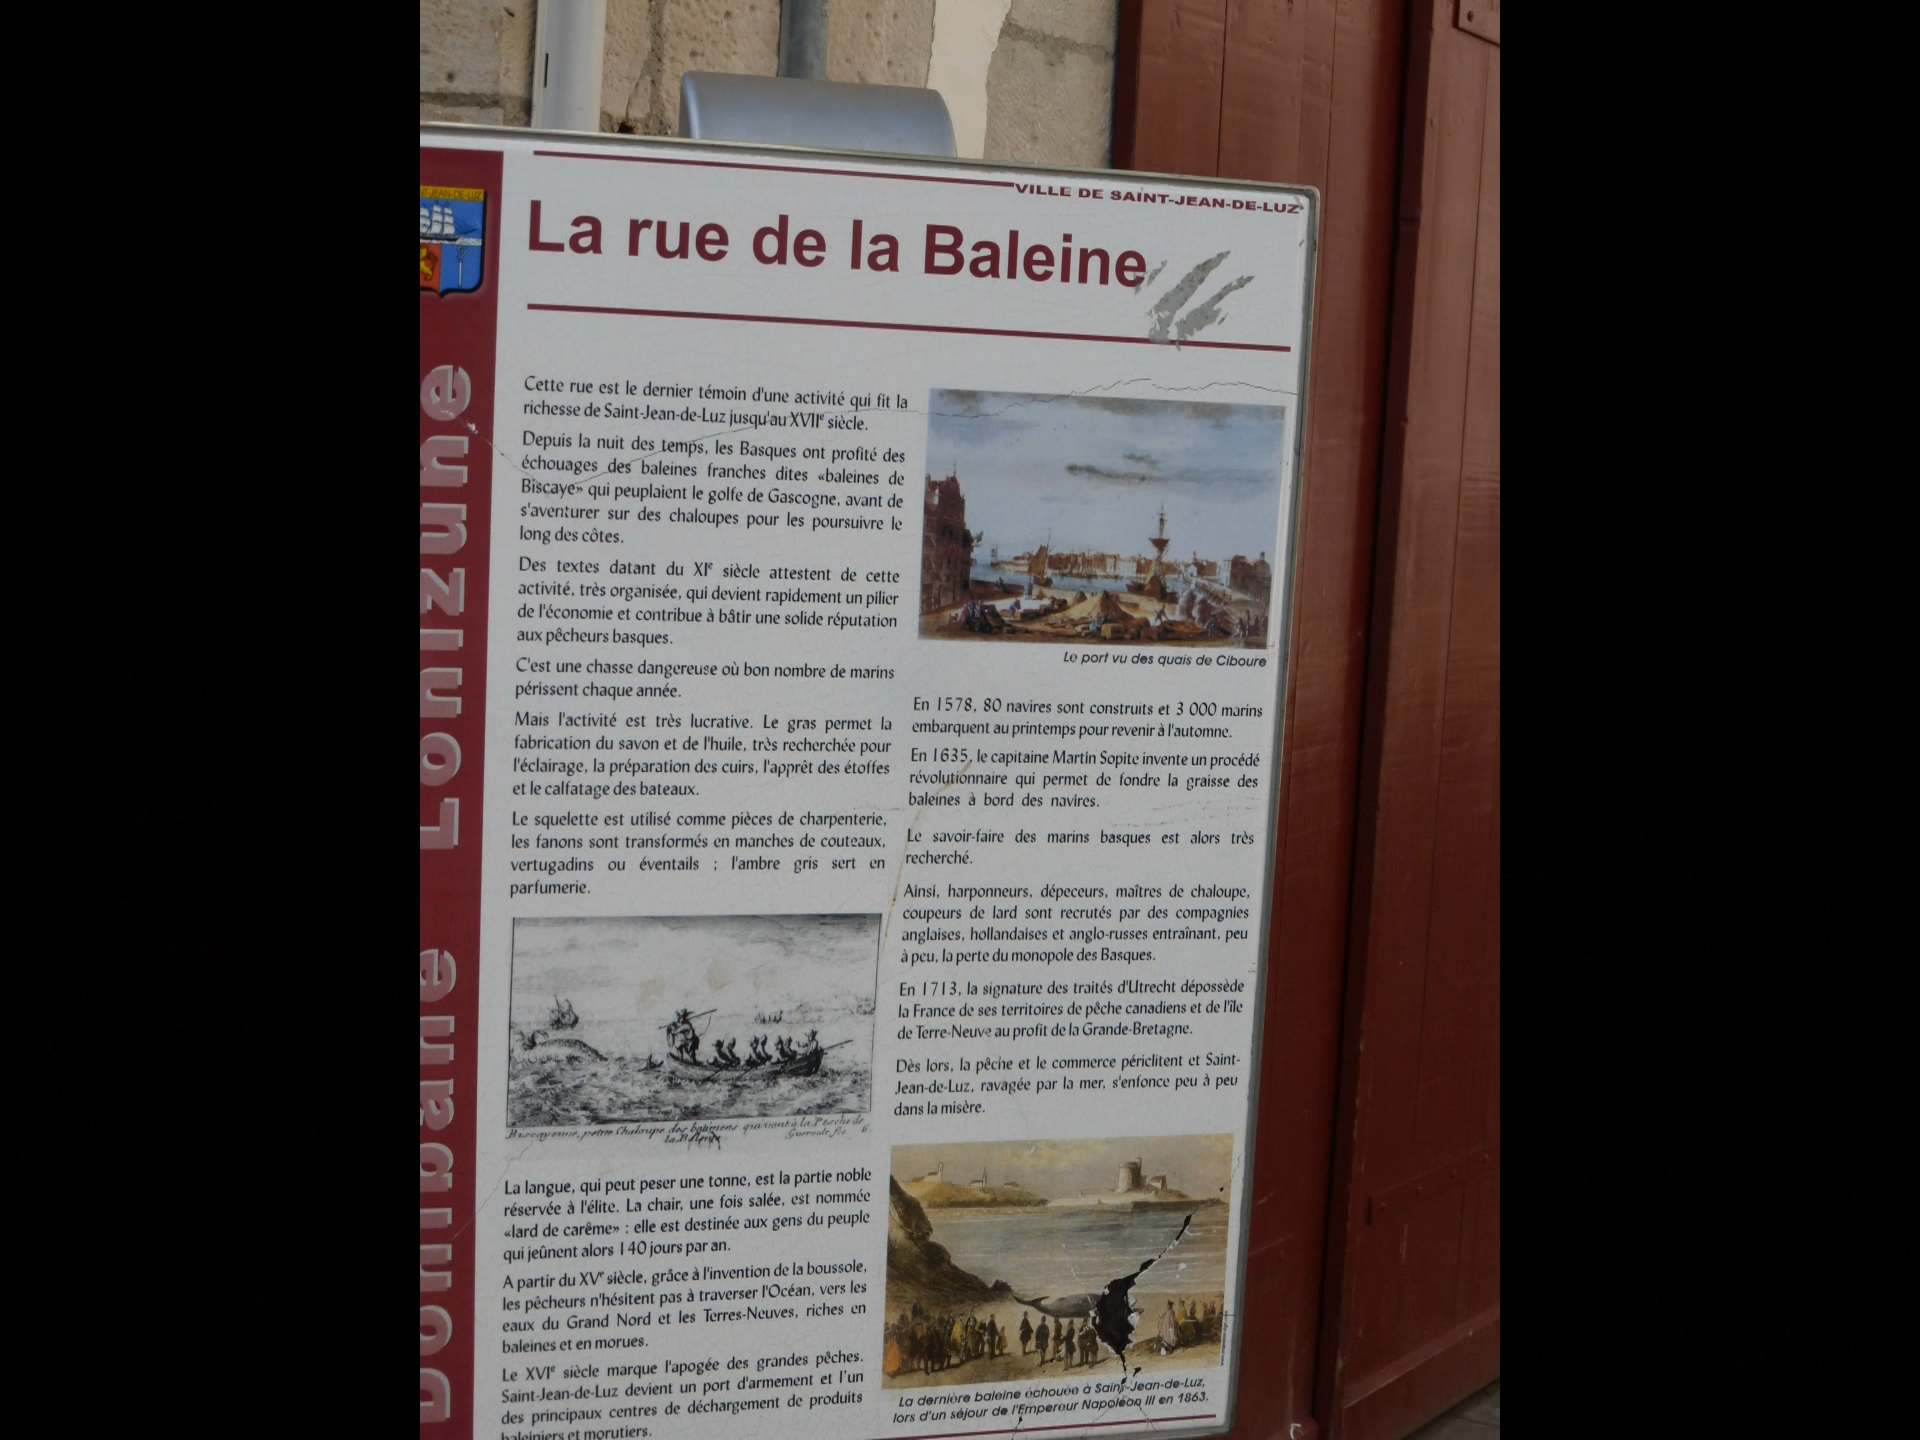 VILLE DE SAINT-JEAN-DE-LUZ
La rue de la Baleine
JEAN-DE-LUZ
Donibane Lohizune
Cette rue est le dernier témoin d'une activité qui fit la
richesse de Saint-Jean-de-Luz jusqu'au XVIIe siècle.
Depuis la nuit des temps, les Basques ont profité des
échouages des baleines franches dites «baleines de
Biscaye» qui peuplaient le golfe de Gascogne, avant de
s'aventurer sur des chaloupes pour les poursuivre le
long des côtes.
Des textes datant du XIe siècle attestent de cette
activité, très organisée, qui devient rapidement un pilier
de l'économie et contribue à bâtir une solide réputation
aux pêcheurs basques.
C'est une chasse dangereuse où bon nombre de marins
périssent chaque année.
Mais l'activité est très lucrative. Le gras permet la
fabrication du savon et de l'huile, très recherchée pour
l'éclairage, la préparation des cuirs, l'apprêt des étoffes
et le calfatage des bateaux.
Le squelette est utilisé comme pièces de charpenterie,
les fanons sont transformés en manches de couteaux,
vertugadins ou éventails ; l'ambre gris sert en
parfumerie.
petite Chaloupe des batimens qui vont à la Pesche de
la Baleine
La langue, qui peut peser une tonne, est la partie noble
réservée à l'élite. La chair, une fois salée, est nommée
«lard de carême» : elle est destinée aux gens du peuple
qui jeûnent alors 140 jours par an.
A partir du XVe siècle, grâce à l'invention de la boussole,
les pêcheurs n'hésitent pas à traverser l'Océan, vers les
eaux du Grand Nord et les Terres-Neuves, riches en
baleines et en morues.
Le XVIe siècle marque l'apogée des grandes pêches.
Saint-Jean-de-Luz devient un port d'armement et l'un
des principaux centres de déchargement de produits
baleiniers et morutiers.
Le port vu des quais de Ciboure
En 1578, 80 navires sont construits et 3 000 marins
embarquent au printemps pour revenir à l'automne.
En 1635, le capitaine Martin Sopite invente un procédé
révolutionnaire qui permet de fondre la graisse des
baleines à bord des navires.
Le savoir-faire des marins basques est alors très
recherché.
Ainsi, harponneurs, dépeceurs, maîtres de chaloupe,
coupeurs de lard sont recrutés par des compagnies
anglaises, hollandaises et anglo-russes entraînant, peu
à peu, la perte du monopole des Basques.
En 1713, la signature des traités d'Utrecht dépossède
la France de ses territoires de pêche canadiens et de l'île
de Terre-Neuve au profit de la Grande-Bretagne.
Dès lors, la pêche et le commerce périclitent et Saint-
Jean-de-Luz, ravagée par la mer, s'enfonce peu à peu
dans la misère.
La dernière baleine échouée à Saint-Jean-de-Luz,
lors d'un séjour de l'Empereur Napoléon III en 1863.